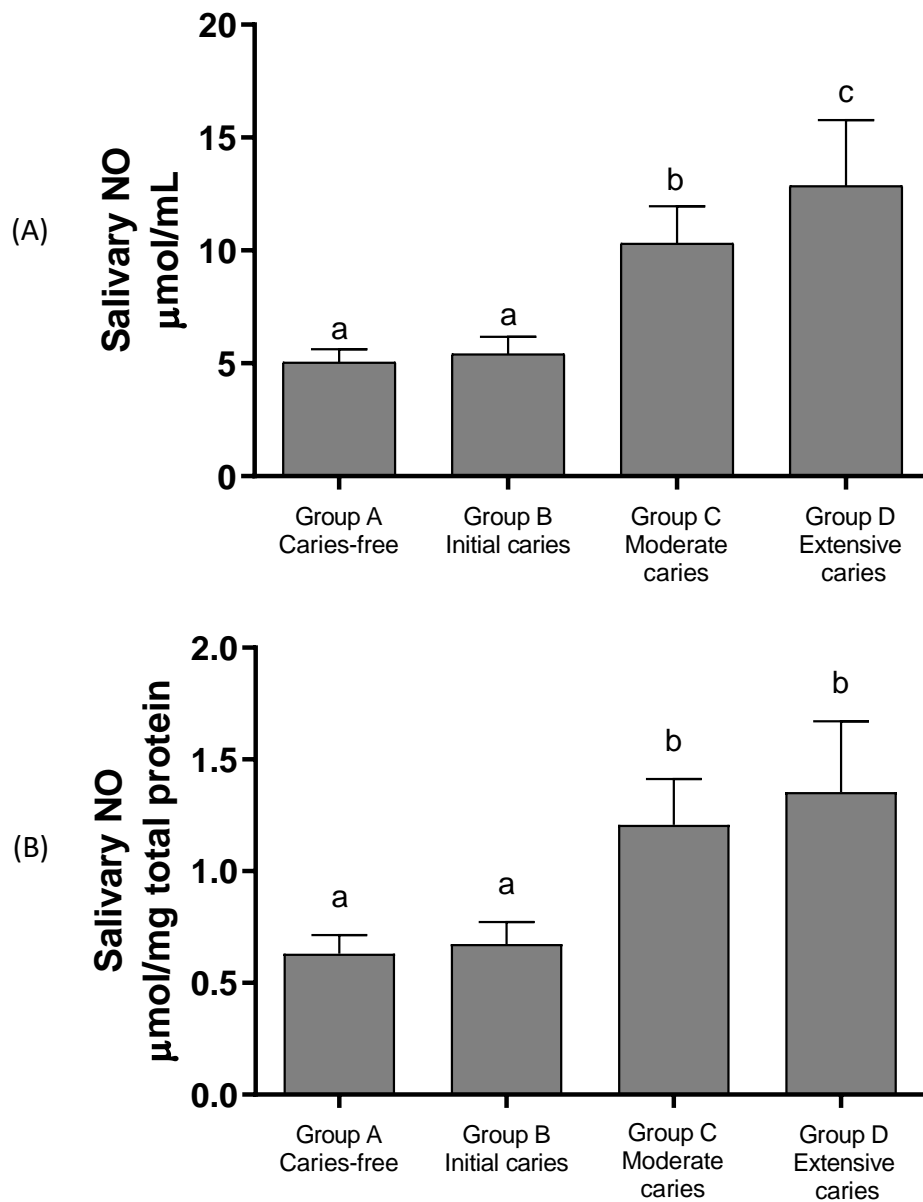 (A)
Salivary NO
µmol/mL
20
15
10
5
0
a
a
b
c
Group A
Caries-free
Group B
Initial caries
Group C
Moderate
caries
Group D
Extensive
caries
(B)
Salivary NO
µmol/mg total protein
2.0
1.5
1.0
0.5
0.0
a
a
b
b
Group A
Caries-free
Group B
Initial caries
Group C
Moderate
caries
Group D
Extensive
caries